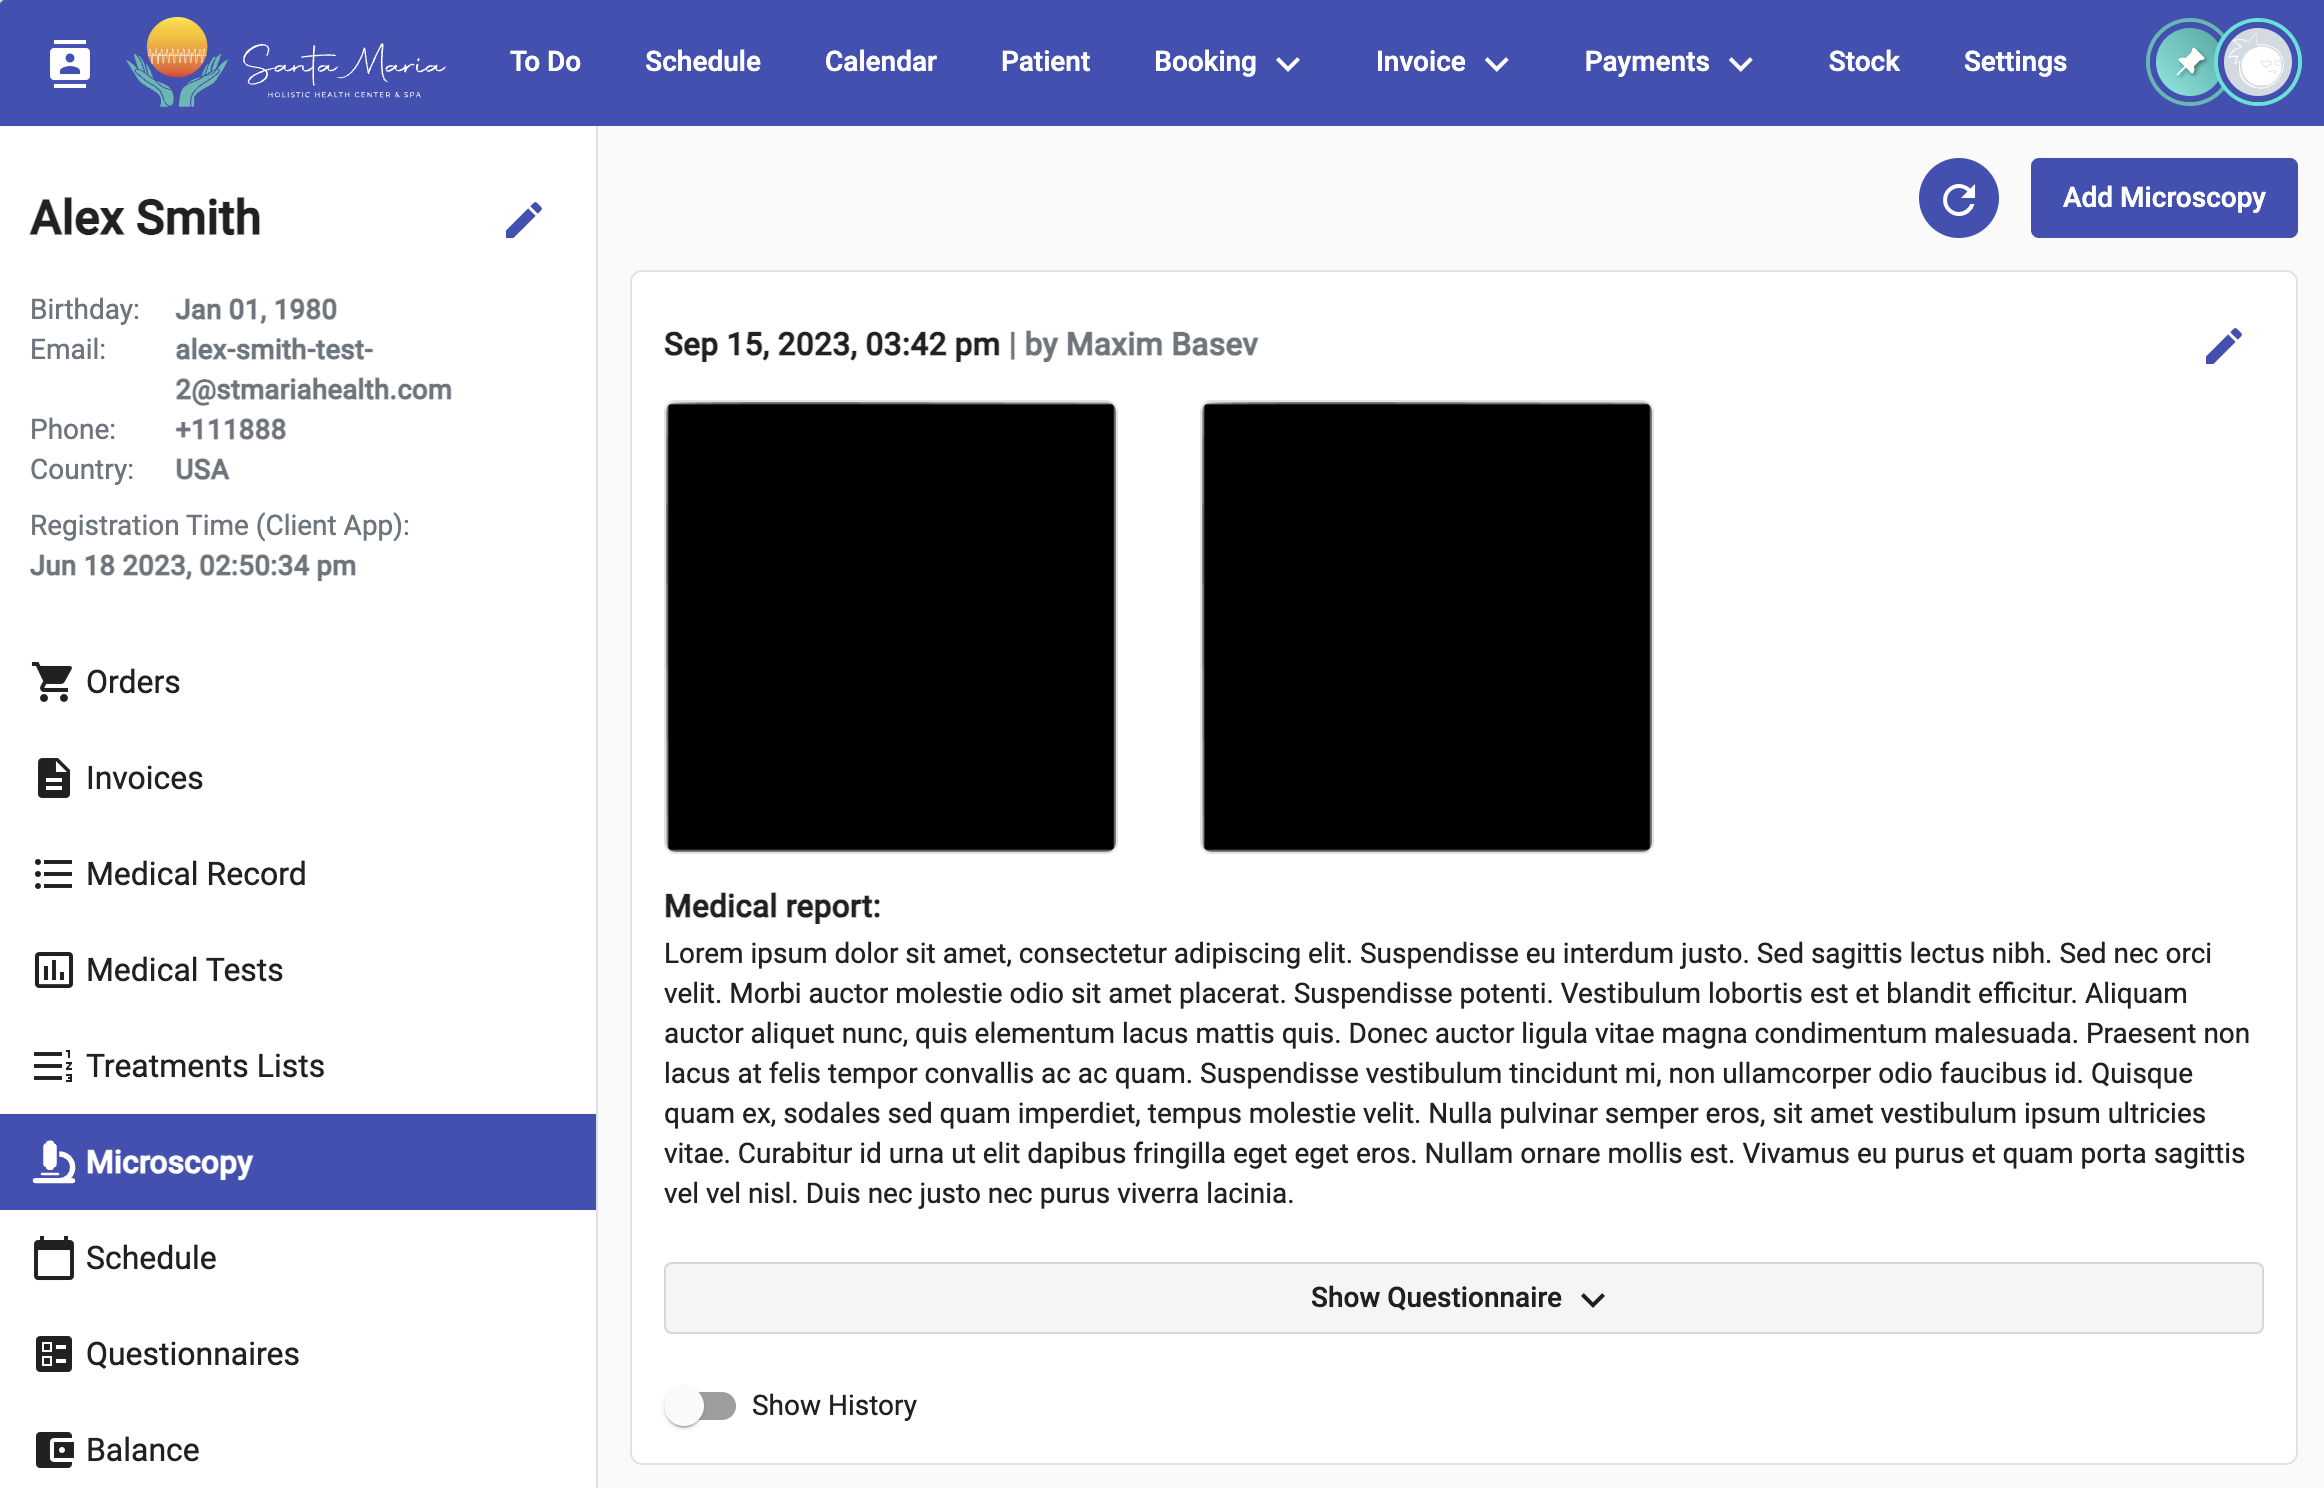 Santa Maria
HOLISTIC HEALTH CENTER & SPA
To Do
Schedule
Calendar
Patient
Booking
Invoice
Payments
Stock
Settings
Alex Smith
Birthday: Jan 01, 1980
Email: alex-smith-test-
2@stmariahealth.com
Phone: +111888
Country: USA
Registration Time (Client App):
Jun 18 2023, 02:50:34 pm
Orders
Invoices
Medical Record
Medical Tests
Treatments Lists
Microscopy
Schedule
Questionnaires
Balance
Add Microscopy
Sep 15, 2023, 03:42 pm | by Maxim Basev
Medical report:
Lorem ipsum dolor sit amet, consectetur adipiscing elit. Suspendisse eu interdum justo. Sed sagittis lectus nibh. Sed nec orci
velit. Morbi auctor molestie odio sit amet placerat. Suspendisse potenti. Vestibulum lobortis est et blandit efficitur. Aliquam
auctor aliquet nunc, quis elementum lacus mattis quis. Donec auctor ligula vitae magna condimentum malesuada. Praesent non
lacus at felis tempor convallis ac ac quam. Suspendisse vestibulum tincidunt mi, non ullamcorper odio faucibus id. Quisque
quam ex, sodales sed quam imperdiet, tempus molestie velit. Nulla pulvinar semper eros, sit amet vestibulum ipsum ultricies
vitae. Curabitur id urna ut elit dapibus fringilla eget eget eros. Nullam ornare mollis est. Vivamus eu purus et quam porta sagittis
vel vel nisl. Duis nec justo nec purus viverra lacinia.
Show Questionnaire
Show History